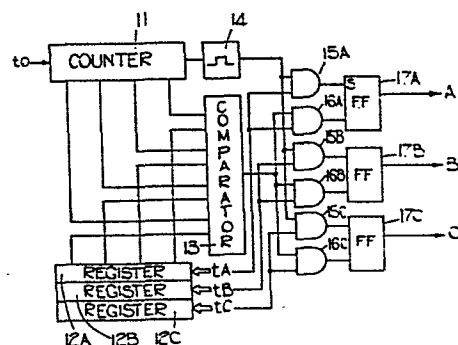 11
14
to
COUNTER
15A
17A
16A
S
FF
A
COMPARATOR
15B
17B
16B
FF
B
15C
17C
13
16C
FF
C
REGISTER
tA
REGISTER
tB
REGISTER
tC
12A
12B
12C